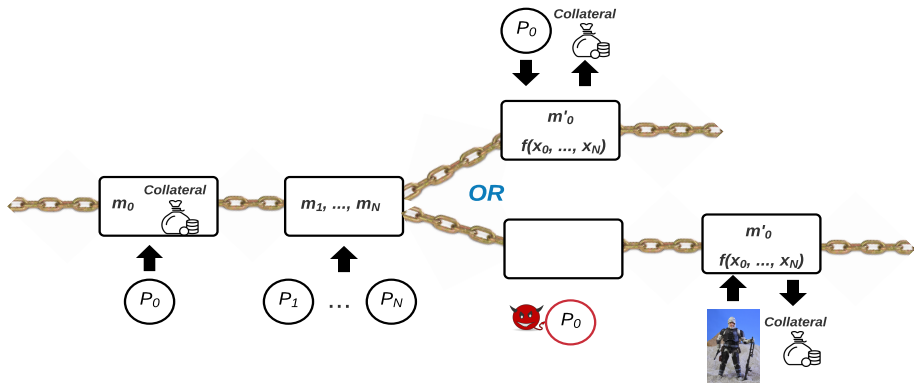 P0
Collateral
m'0
f(x0, ..., xN)
OR
m0
Collateral
m1, ..., mN
P0
P1
...
PN
m'0
f(x0, ..., xN)
P0
Collateral